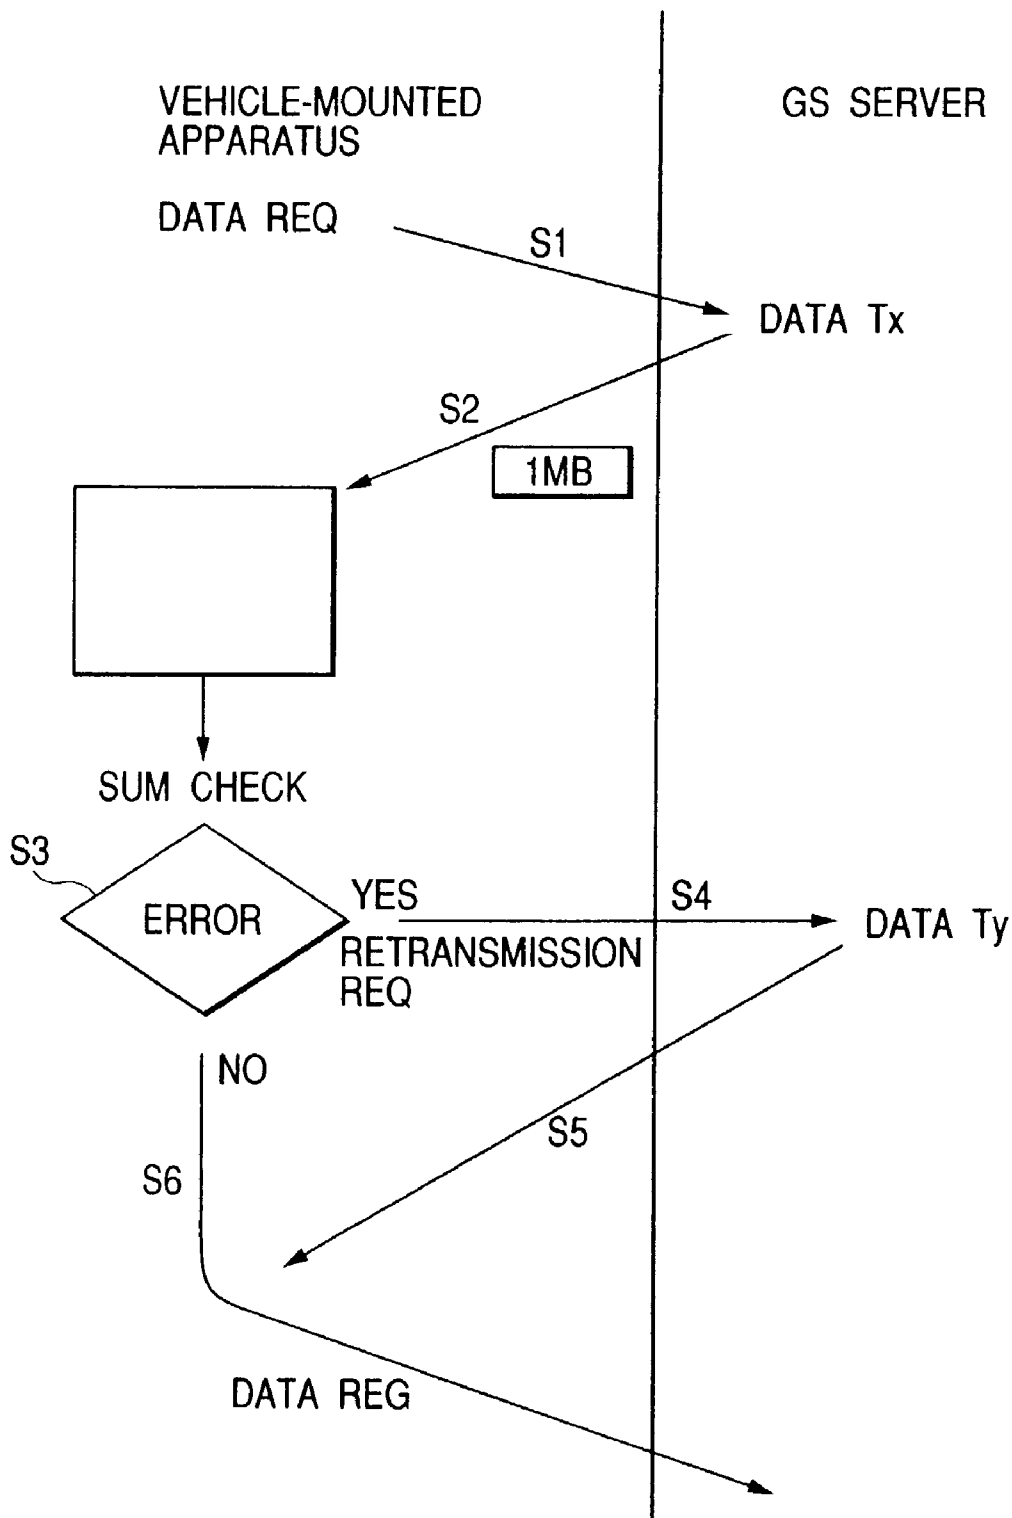 VEHICLE-MOUNTED
APPARATUS
GS SERVER
DATA REQ
S1
DATA Tx
S2
1MB
SUM CHECK
S3
ERROR
YES
S4
DATA Ty
RETRANSMISSION
REQ
NO
S5
S6
DATA REG